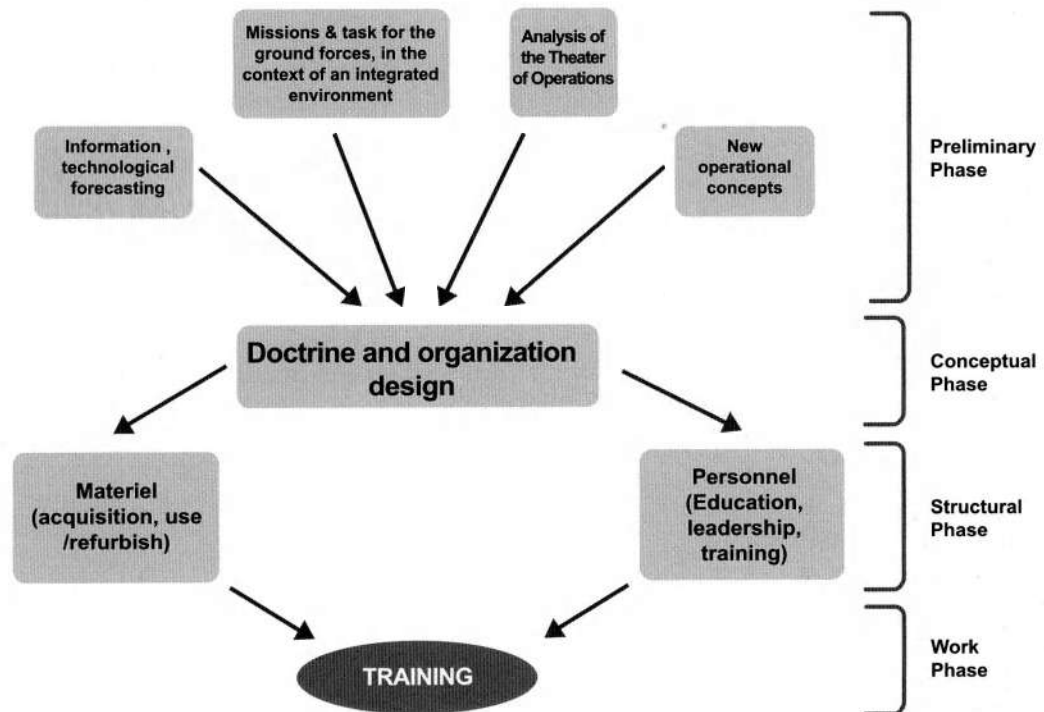 Missions & task for the
ground forces, in the
context of an integrated
environment
Analysis of
the Theater
of Operations
Information ,
technological
forecasting
New
operational
concepts
Preliminary
Phase
Doctrine and organization
design
Conceptual
Phase
Materiel
(acquisition, use
/refurbish)
Personnel
(Education,
leadership,
training)
Structural
Phase
TRAINING
Work
Phase